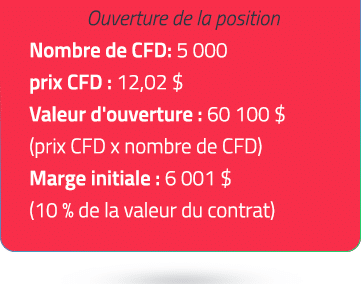 Ouverture de la position
Nombre de CFD: 5 000
prix CFD : 12,02 $
Valeur d'ouverture : 60 100 $
(prix CFD x nombre de CFD)
Marge initiale : 6 001 $
(10 % de la valeur du contrat)